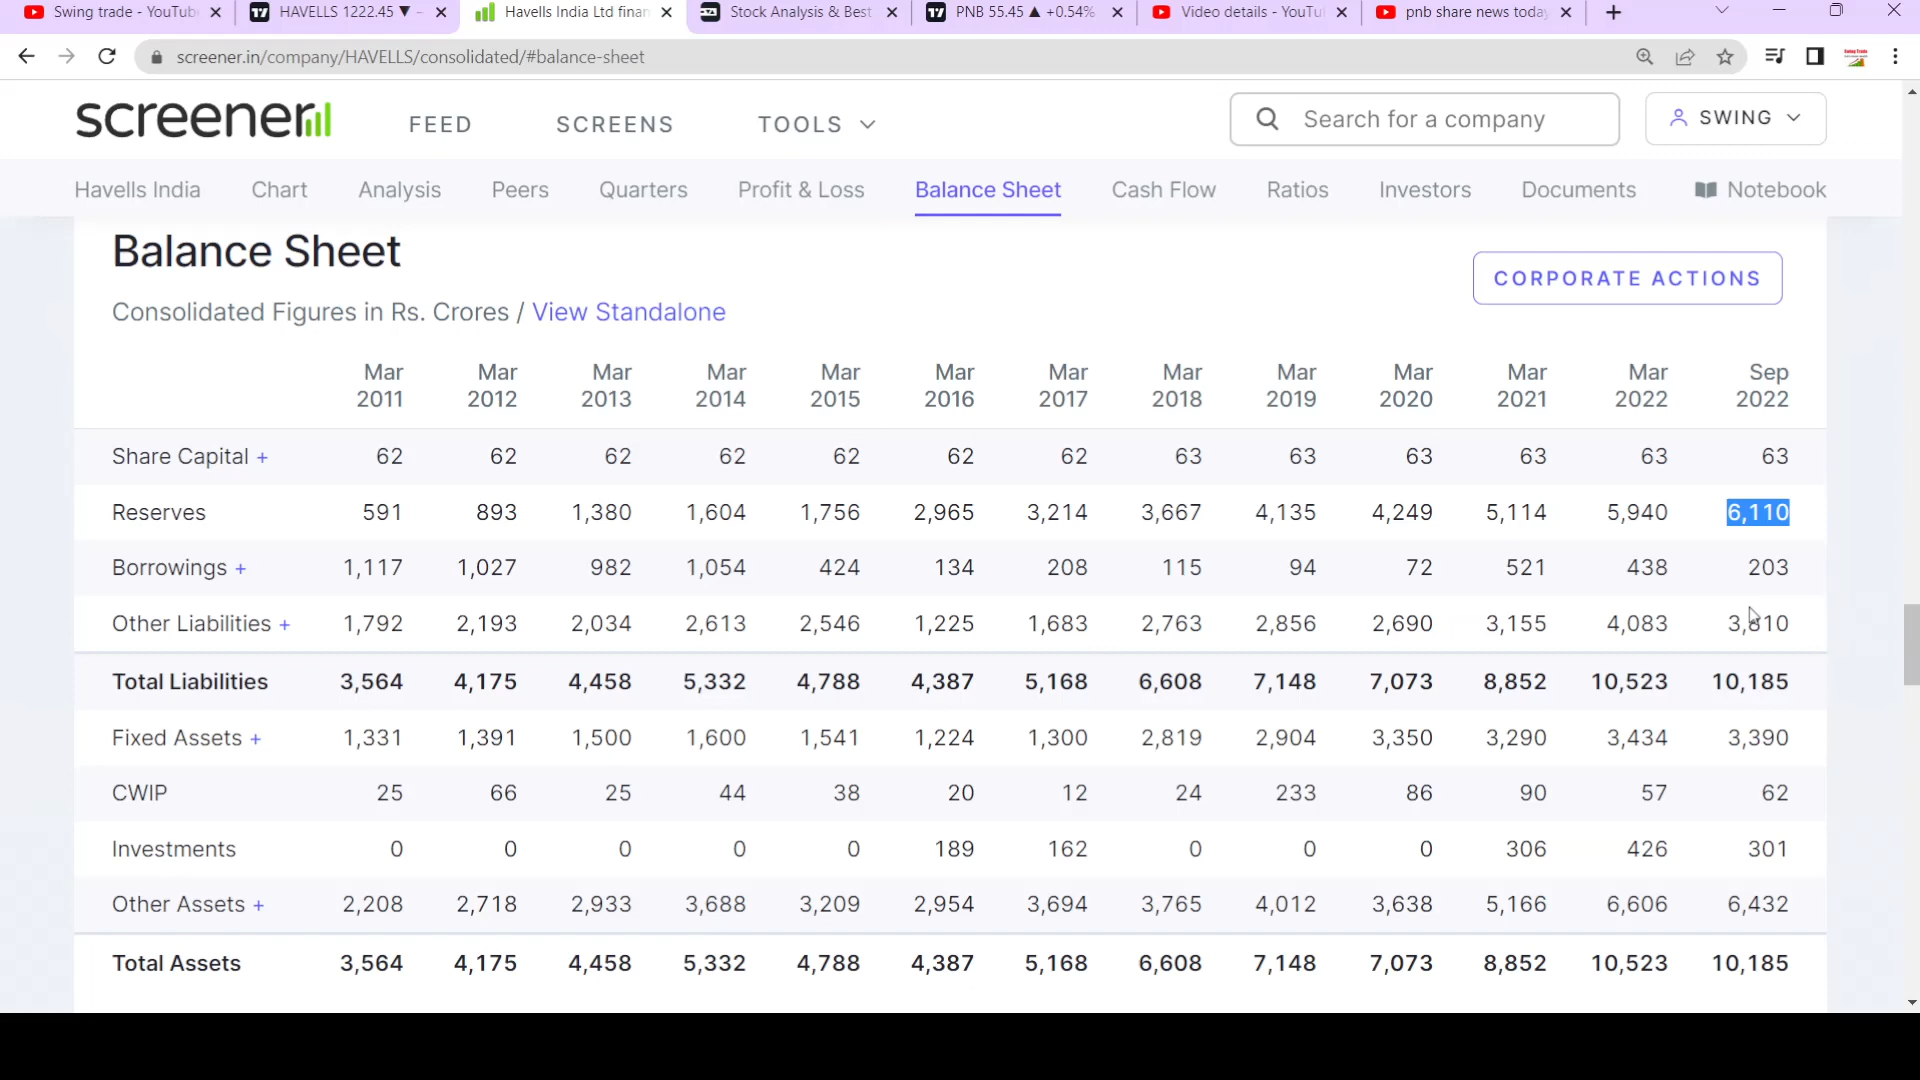 Swing trade - YouTub
HAVELLS 1222.45 ▼ -
Havells India Ltd finan
Stock Analysis & Best
PNB 55.45 ▲ +0.54%
Video details - YouTu
pnb share news today
screener.in/company/HAVELLS/consolidated/#balance-sheet
screener
FEED
SCREENS
TOOLS
Search for a company
SWING
Havells India Chart Analysis Peers Quarters Profit & Loss Balance Sheet Cash Flow Ratios Investors Documents Notebook
Balance Sheet
CORPORATE ACTIONS
Consolidated Figures in Rs. Crores / View Standalone
Mar Mar Mar Mar Mar Mar Mar Mar Mar Mar Mar Mar Sep
2011 2012 2013 2014 2015 2016 2017 2018 2019 2020 2021 2022 2022
Share Capital + 62 62 62 62 62 62 62 63 63 63 63 63 63
Reserves 591 893 1,380 1,604 1,756 2,965 3,214 3,667 4,135 4,249 5,114 5,940 6,110
Borrowings + 1,117 1,027 982 1,054 424 134 208 115 94 72 521 438 203
Other Liabilities + 1,792 2,193 2,034 2,613 2,546 1,225 1,683 2,763 2,856 2,690 3,155 4,083 3,810
Total Liabilities 3,564 4,175 4,458 5,332 4,788 4,387 5,168 6,608 7,148 7,073 8,852 10,523 10,185
Fixed Assets + 1,331 1,391 1,500 1,600 1,541 1,224 1,300 2,819 2,904 3,350 3,290 3,434 3,390
CWIP 25 66 25 44 38 20 12 24 233 86 90 57 62
Investments 0 0 0 0 0 189 162 0 0 0 306 426 301
Other Assets + 2,208 2,718 2,933 3,688 3,209 2,954 3,694 3,765 4,012 3,638 5,166 6,606 6,432
Total Assets 3,564 4,175 4,458 5,332 4,788 4,387 5,168 6,608 7,148 7,073 8,852 10,523 10,185